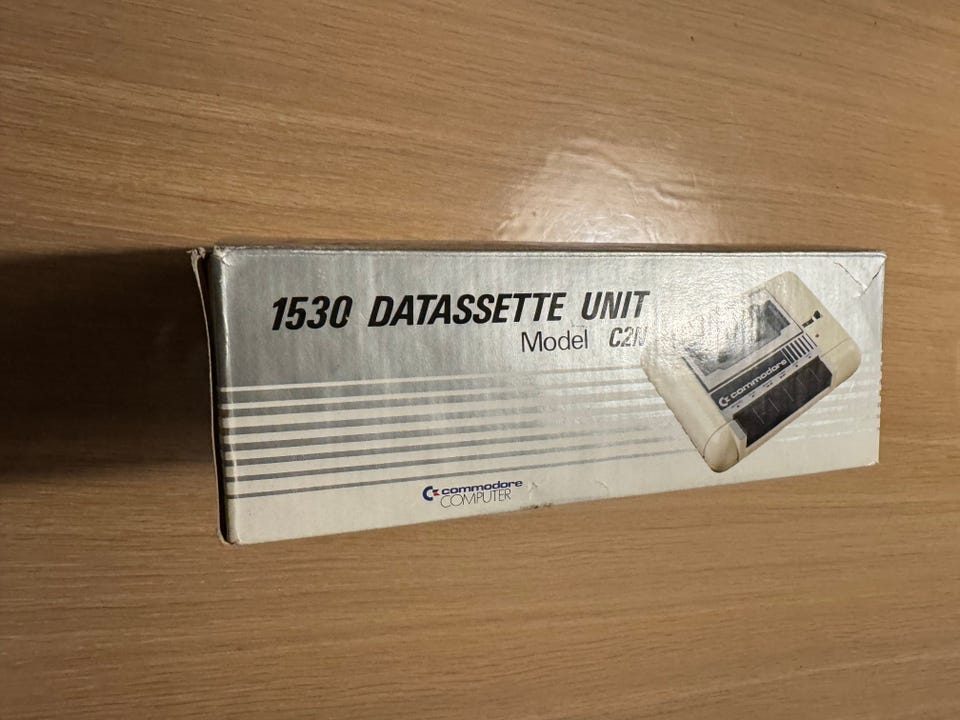 1530 DATASSETTE UNIT
Model C2N
commodore
commodore
COMPUTER